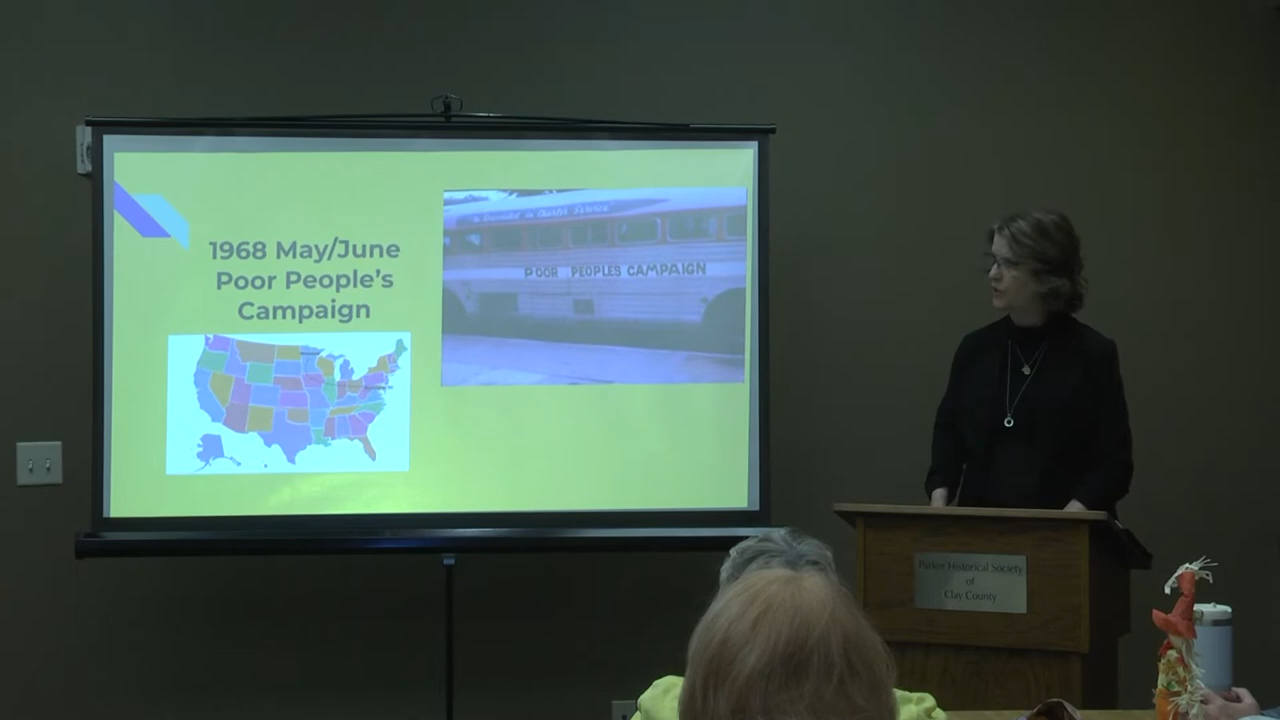 1968 May/June
Poor People's
Campaign
POOR PEOPLES CAMPAIGN
Parker Historical Society
of
Clay County